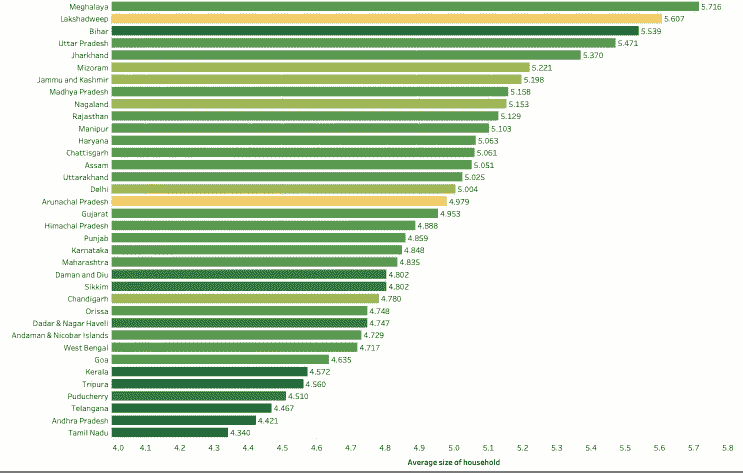 Meghalaya 5.716
Lakshadweep 5.607
Bihar 5.539
Uttar Pradesh 5.471
Jharkhand 5.370
Mizoram 5.221
Jammu and Kashmir 5.198
Madhya Pradesh 5.158
Nagaland 5.153
Rajasthan 5.129
Manipur 5.103
Haryana 5.063
Chattisgarh 5.061
Assam 5.051
Uttarakhand 5.025
Delhi 5.004
Arunachal Pradesh 4.979
Gujarat 4.953
Himachal Pradesh 4.888
Punjab 4.859
Karnataka 4.848
Maharashtra 4.835
Daman and Diu 4.802
Sikkim 4.802
Chandigarh 4.780
Orissa 4.748
Dadar & Nagar Haveli 4.747
Andaman & Nicobar Islands 4.729
West Bengal 4.717
Goa 4.635
Kerala 4.572
Tripura 4.560
Puducherry 4.510
Telangana 4.467
Andhra Pradesh 4.421
Tamil Nadu 4.340
4.0 4.1 4.2 4.3 4.4 4.5 4.6 4.7 4.8 4.9 5.0 5.1 5.2 5.3 5.4 5.5 5.6 5.7 5.8
Average size of household